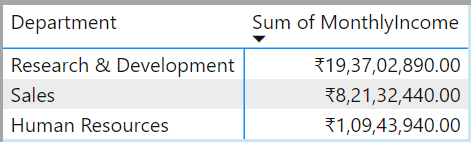 Department Sum of MonthlyIncome
Research & Development ₹19,37,02,890.00
Sales ₹8,21,32,440.00
Human Resources ₹1,09,43,940.00